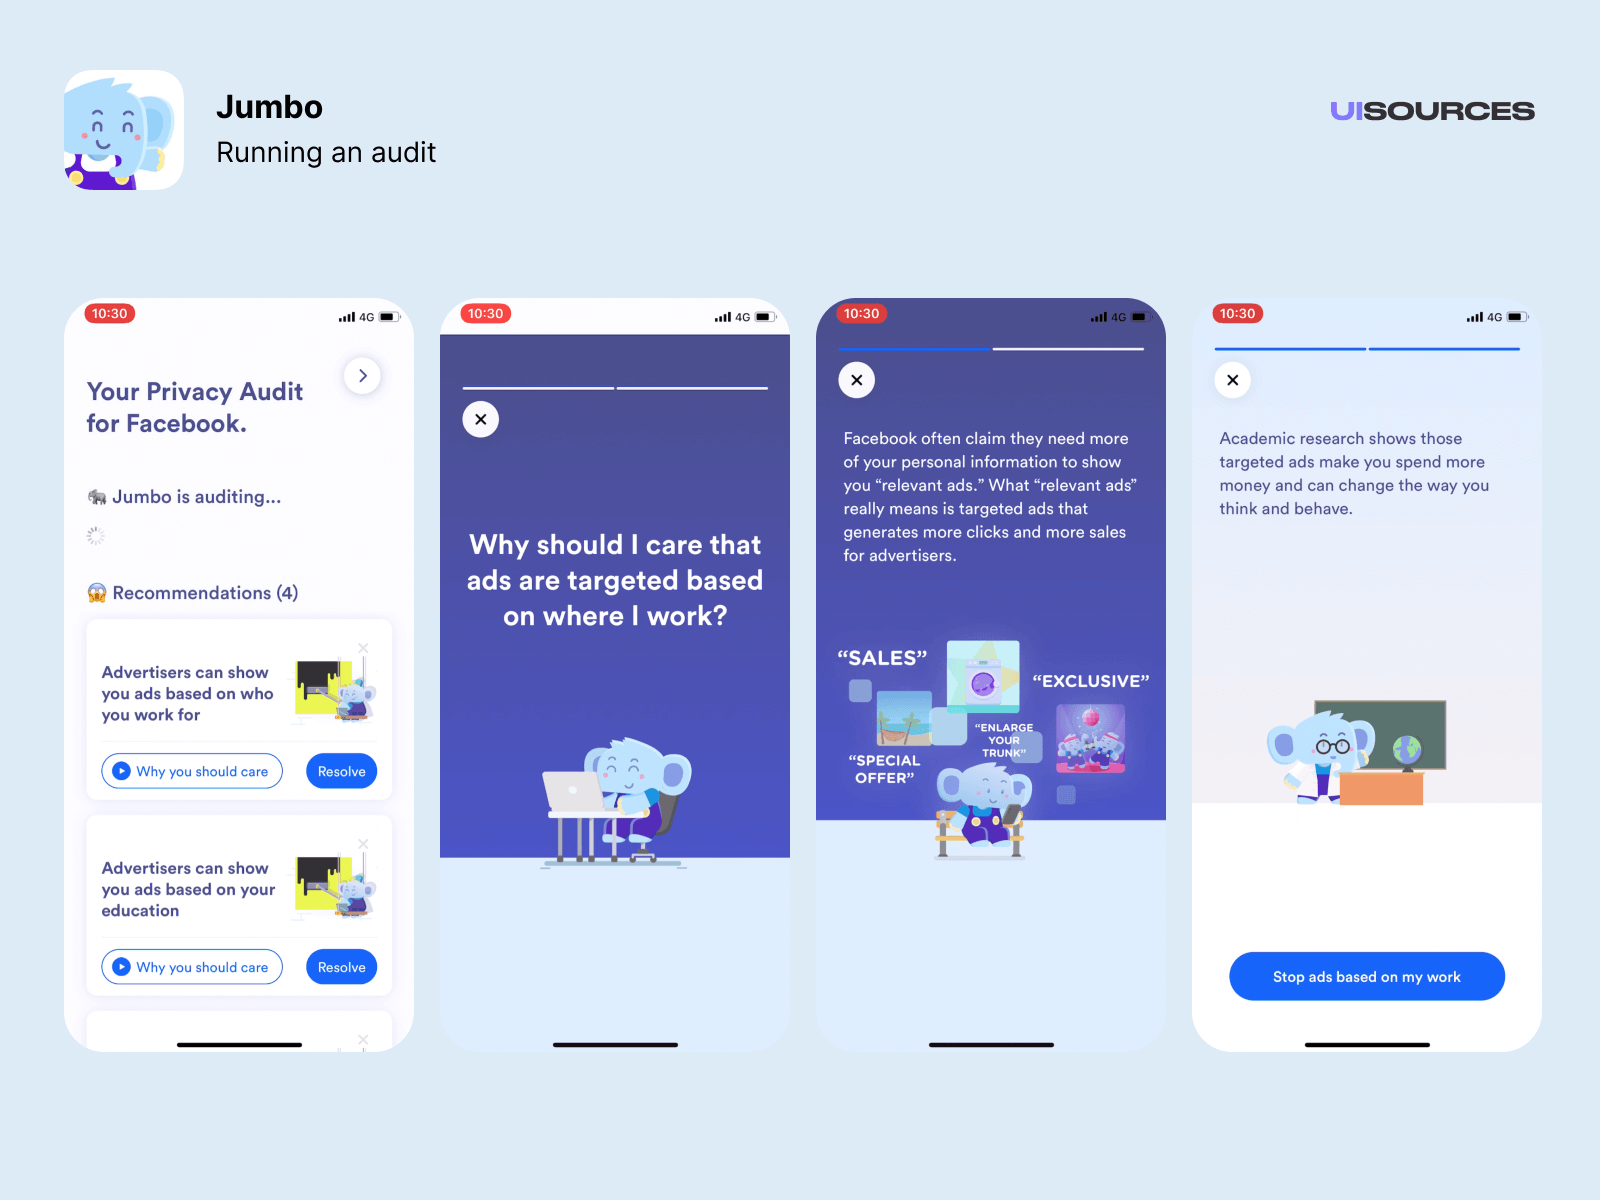 Jumbo
Running an audit
UISOURCES
10:30
4G
Your Privacy Audit
for Facebook.
Jumbo is auditing...
Recommendations (4)
Advertisers can show
you ads based on who
you work for
Why you should care
Resolve
Advertisers can show
you ads based on your
education
Why you should care
Resolve
10:30
4G
Why should I care that
ads are targeted based
on where I work?
10:30
4G
Facebook often claim they need more
of your personal information to show
you “relevant ads.” What “relevant ads”
really means is targeted ads that
generates more clicks and more sales
for advertisers.
“SALES”
“EXCLUSIVE”
“ENLARGE
YOUR
TRUNK”
“SPECIAL
OFFER”
10:30
4G
Academic research shows those
targeted ads make you spend more
money and can change the way you
think and behave.
Stop ads based on my work